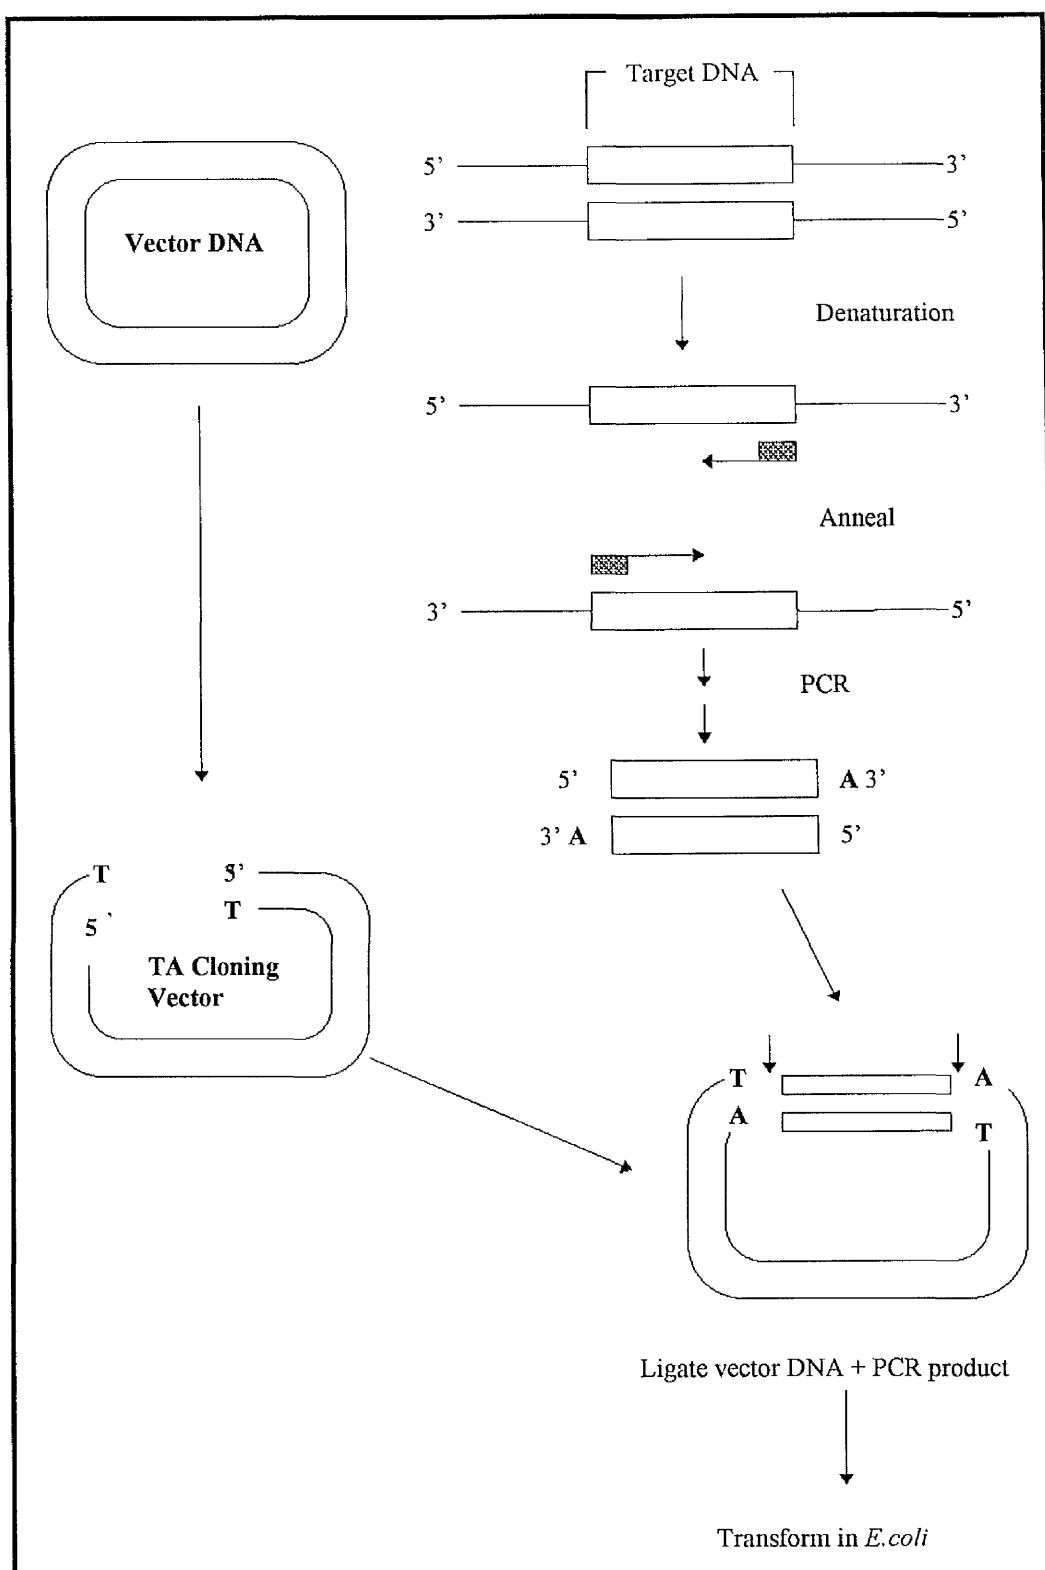 Target DNA
5’ 3’
3’ 5’
Vector DNA
Denaturation
5’ 3’
Anneal
3’ 5’
PCR
5’ A 3’
3’ A 5’
T 5’
5’ T
TA Cloning
Vector
T A
A T
Ligate vector DNA + PCR product
Transform in E.coli